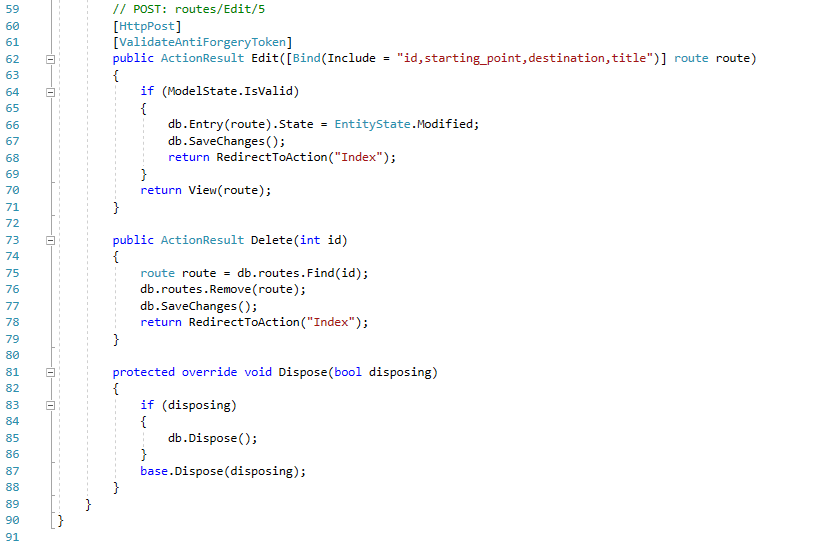 59 // POST: routes/Edit/5
60 [HttpPost]
61 [ValidateAntiForgeryToken]
62 public ActionResult Edit([Bind(Include = "id,starting_point,destination,title")] route route)
63 {
64 if (ModelState.IsValid)
65 {
66 db.Entry(route).State = EntityState.Modified;
67 db.SaveChanges();
68 return RedirectToAction("Index");
69 }
70 return View(route);
71 }
72
73 public ActionResult Delete(int id)
74 {
75 route route = db.routes.Find(id);
76 db.routes.Remove(route);
77 db.SaveChanges();
78 return RedirectToAction("Index");
79 }
80
81 protected override void Dispose(bool disposing)
82 {
83 if (disposing)
84 {
85 db.Dispose();
86 }
87 base.Dispose(disposing);
88 }
89 }
90 }
91